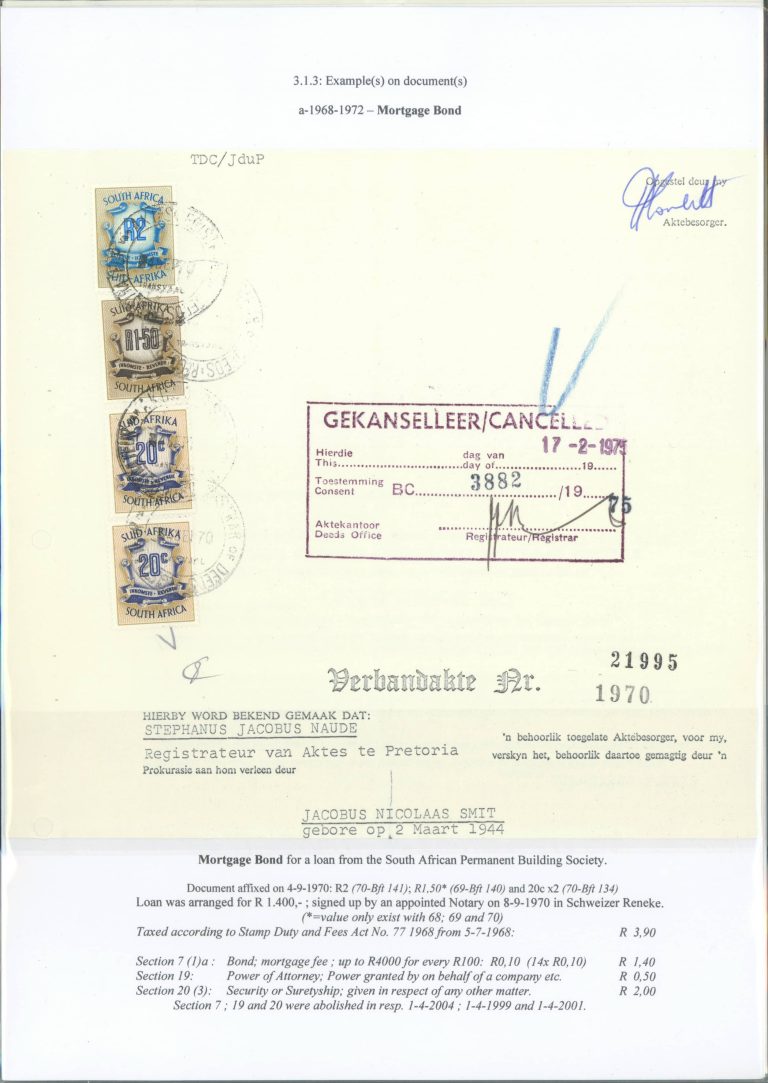 3.1.3: Example(s) on document(s)
a-1968-1972 – Mortgage Bond
TDC/JduP
Opgestel deur my
Aktebesorger.
SOUTH AFRICA
R2
SUID AFRIKA
SUID AFRIKA
R1·50
INKOMSTE · REVENUE
SOUTH AFRICA
SUID AFRIKA
20c
SOUTH AFRICA
SUID AFRIKA
20c
INKOMSTE · REVENUE
SOUTH AFRICA
GEKANSELLEER/CANCELLED
17 -2-1975
Hierdie dag van
This day of 19
Toestemming
Consent BC 3882 /19 75
Aktekantoor
Deeds Office Registrateur/Registrar
Verbandakte Nr. 21995
1970
HIERBY WORD BEKEND GEMAAK DAT:
STEPHANUS JACOBUS NAUDE
'n behoorlik toegelate Aktebesorger, voor my,
Registrateur van Aktes te Pretoria verskyn het, behoorlik daartoe gemagtig deur 'n
Prokurasie aan hom verleen deur
JACOBUS NICOLAAS SMIT
gebore op 2 Maart 1944
Mortgage Bond for a loan from the South African Permanent Building Society.
Document affixed on 4-9-1970: R2 (70-Bft 141); R1,50* (69-Bft 140) and 20c x2 (70-Bft 134)
Loan was arranged for R 1.400,- ; signed up by an appointed Notary on 8-9-1970 in Schweizer Reneke.
(*=value only exist with 68; 69 and 70)
Taxed according to Stamp Duty and Fees Act No. 77 1968 from 5-7-1968: R 3,90
Section 7 (1)a : Bond; mortgage fee ; up to R4000 for every R100: R0,10 (14x R0,10) R 1,40
Section 19: Power of Attorney; Power granted by on behalf of a company etc. R 0,50
Section 20 (3): Security or Suretyship; given in respect of any other matter. R 2,00
Section 7 ; 19 and 20 were abolished in resp. 1-4-2004 ; 1-4-1999 and 1-4-2001.